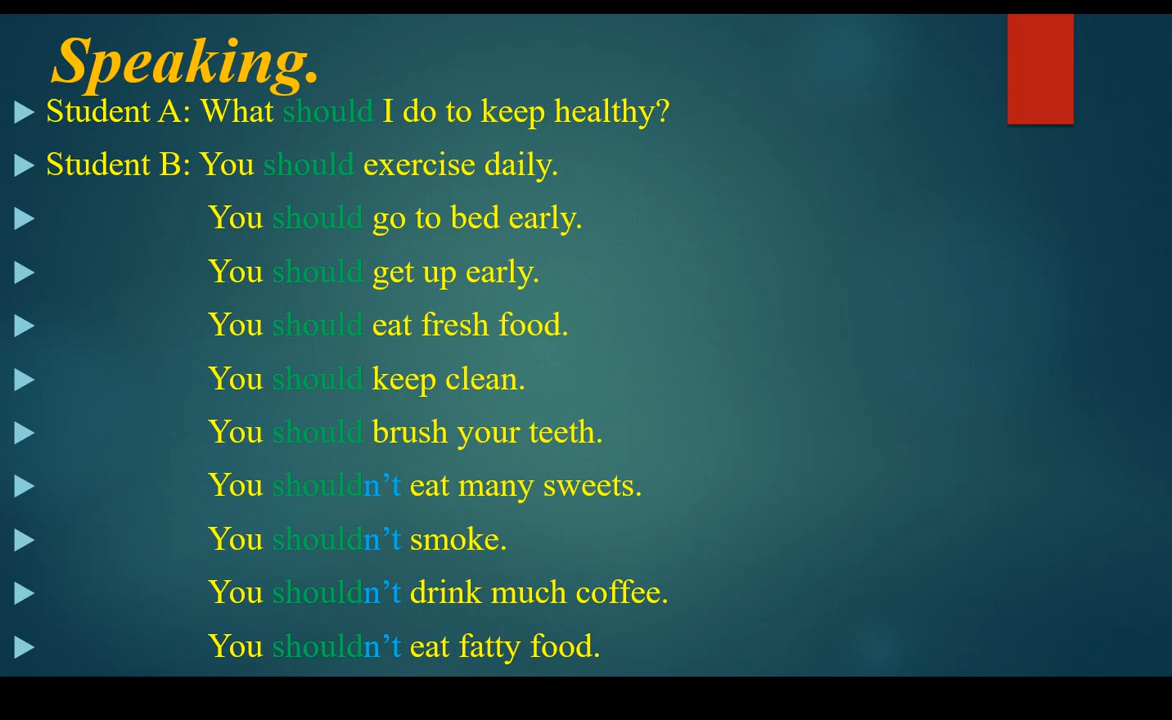 Speaking.
Student A: What should I do to keep healthy?
Student B: You should exercise daily.
You should go to bed early.
You should get up early.
You should eat fresh food.
You should keep clean.
You should brush your teeth.
You shouldn’t eat many sweets.
You shouldn’t smoke.
You shouldn’t drink much coffee.
You shouldn’t eat fatty food.